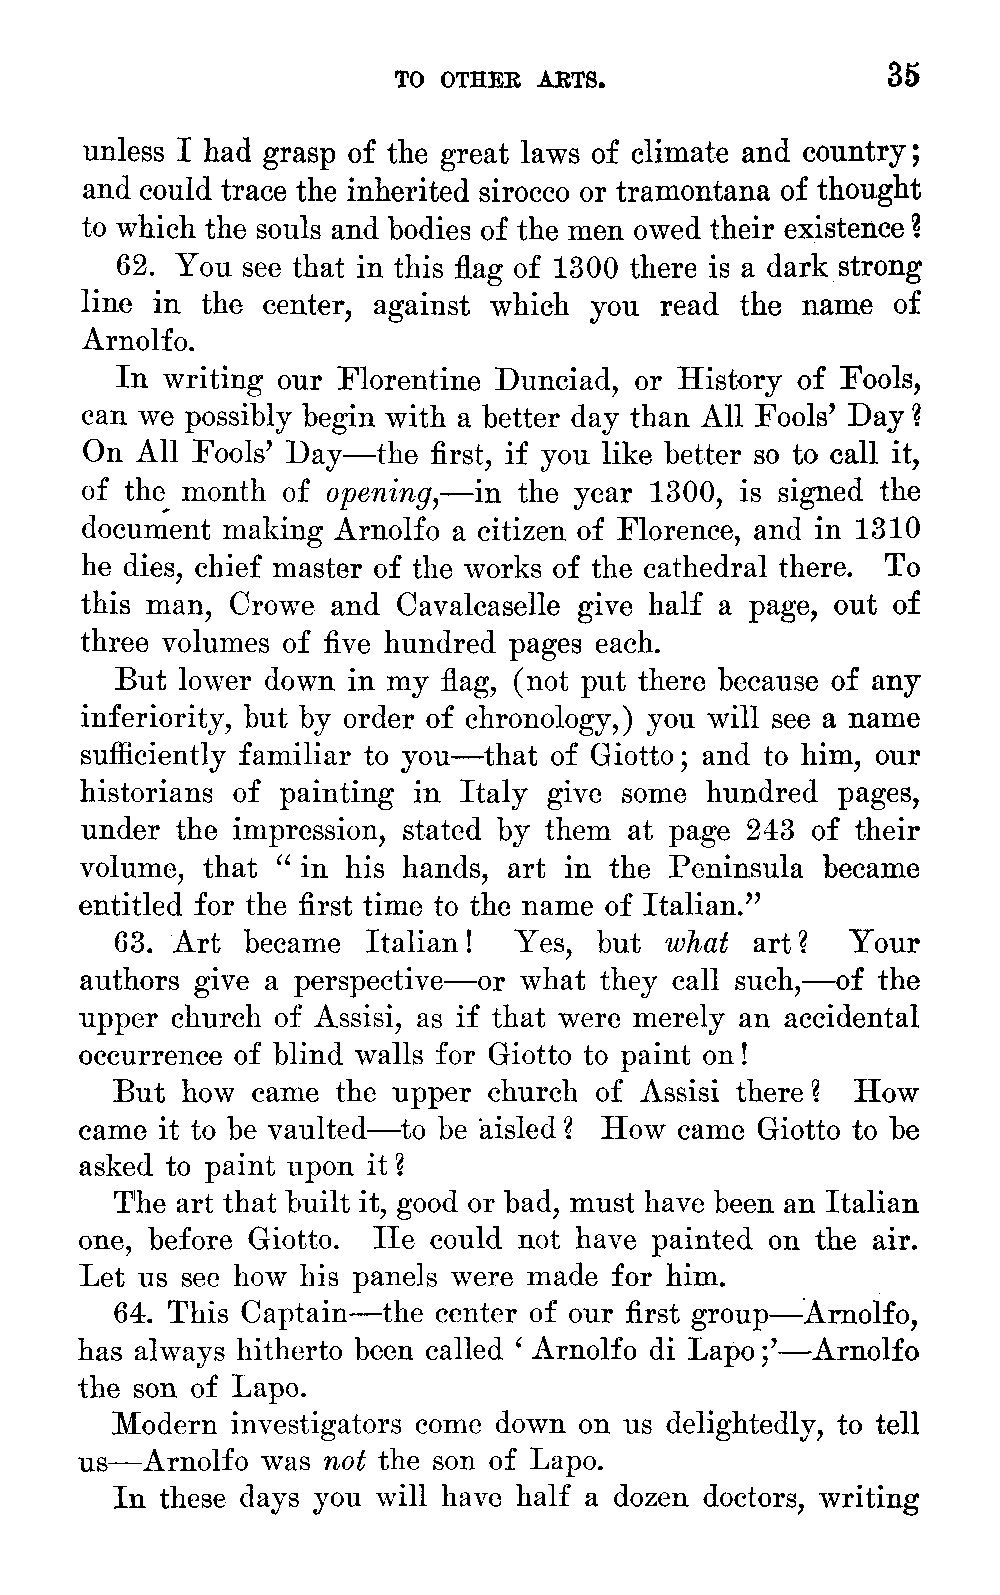 TO OTHER ARTS. 35
unless I had grasp of the great laws of climate and country;
and could trace the inherited sirocco or tramontana of thought
to which the souls and bodies of the men owed their existence?
62. You see that in this flag of 1300 there is a dark strong
line in the center, against which you read the name of
Arnolfo.
In writing our Florentine Dunciad, or History of Fools,
can we possibly begin with a better day than All Fools' Day?
On All Fools' Day—the first, if you like better so to call it,
of the month of opening,—in the year 1300, is signed the
document making Arnolfo a citizen of Florence, and in 1310
he dies, chief master of the works of the cathedral there. To
this man, Crowe and Cavalcaselle give half a page, out of
three volumes of five hundred pages each.
But lower down in my flag, (not put there because of any
inferiority, but by order of chronology,) you will see a name
sufficiently familiar to you—that of Giotto; and to him, our
historians of painting in Italy give some hundred pages,
under the impression, stated by them at page 243 of their
volume, that "in his hands, art in the Peninsula became
entitled for the first time to the name of Italian."
63. Art became Italian! Yes, but what art? Your
authors give a perspective—or what they call such,—of the
upper church of Assisi, as if that were merely an accidental
occurrence of blind walls for Giotto to paint on!
But how came the upper church of Assisi there? How
came it to be vaulted—to be aisled? How came Giotto to be
asked to paint upon it?
The art that built it, good or bad, must have been an Italian
one, before Giotto. He could not have painted on the air.
Let us see how his panels were made for him.
64. This Captain—the center of our first group—Arnolfo,
has always hitherto been called 'Arnolfo di Lapo;'—Arnolfo
the son of Lapo.
Modern investigators come down on us delightedly, to tell
us—Arnolfo was not the son of Lapo.
In these days you will have half a dozen doctors, writing